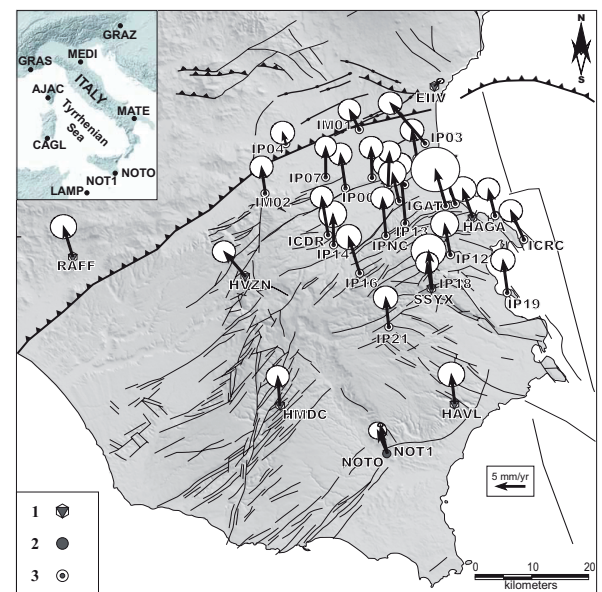 GRAZ
GRAS
MEDI
AJAC
ITALY
Tyrrhenian
Sea
MATE
CAGL
NOTO
NOT1
LAMP
N
S
EIIV
IM01
IP03
IP04
IP07
IM02
IGAT
HAGA
ICRC
IP13
ICDR
IP14
IPNC
IP12
RAFF
HVZN
IP16
IP18
SSYX
IP19
IP21
HMDC
HAVL
NOTO
NOT1
5 mm/yr
1
2
3
0 10 20
kilometers